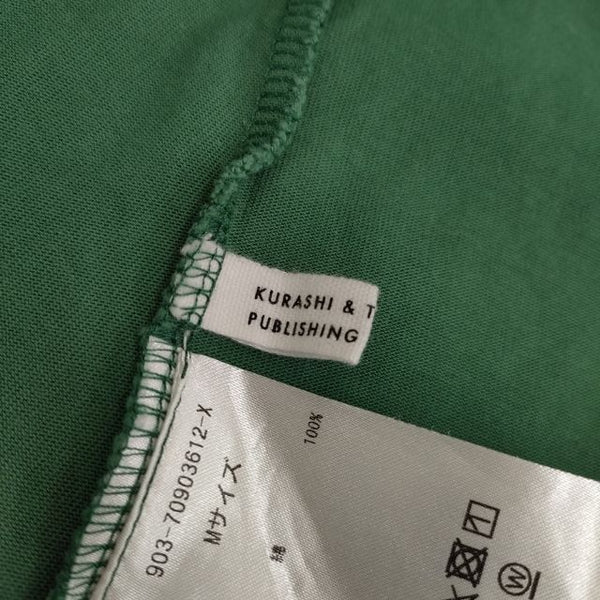 KURASHI & T
PUBLISHING
903-70903612-X
Mサイズ
綿 100%